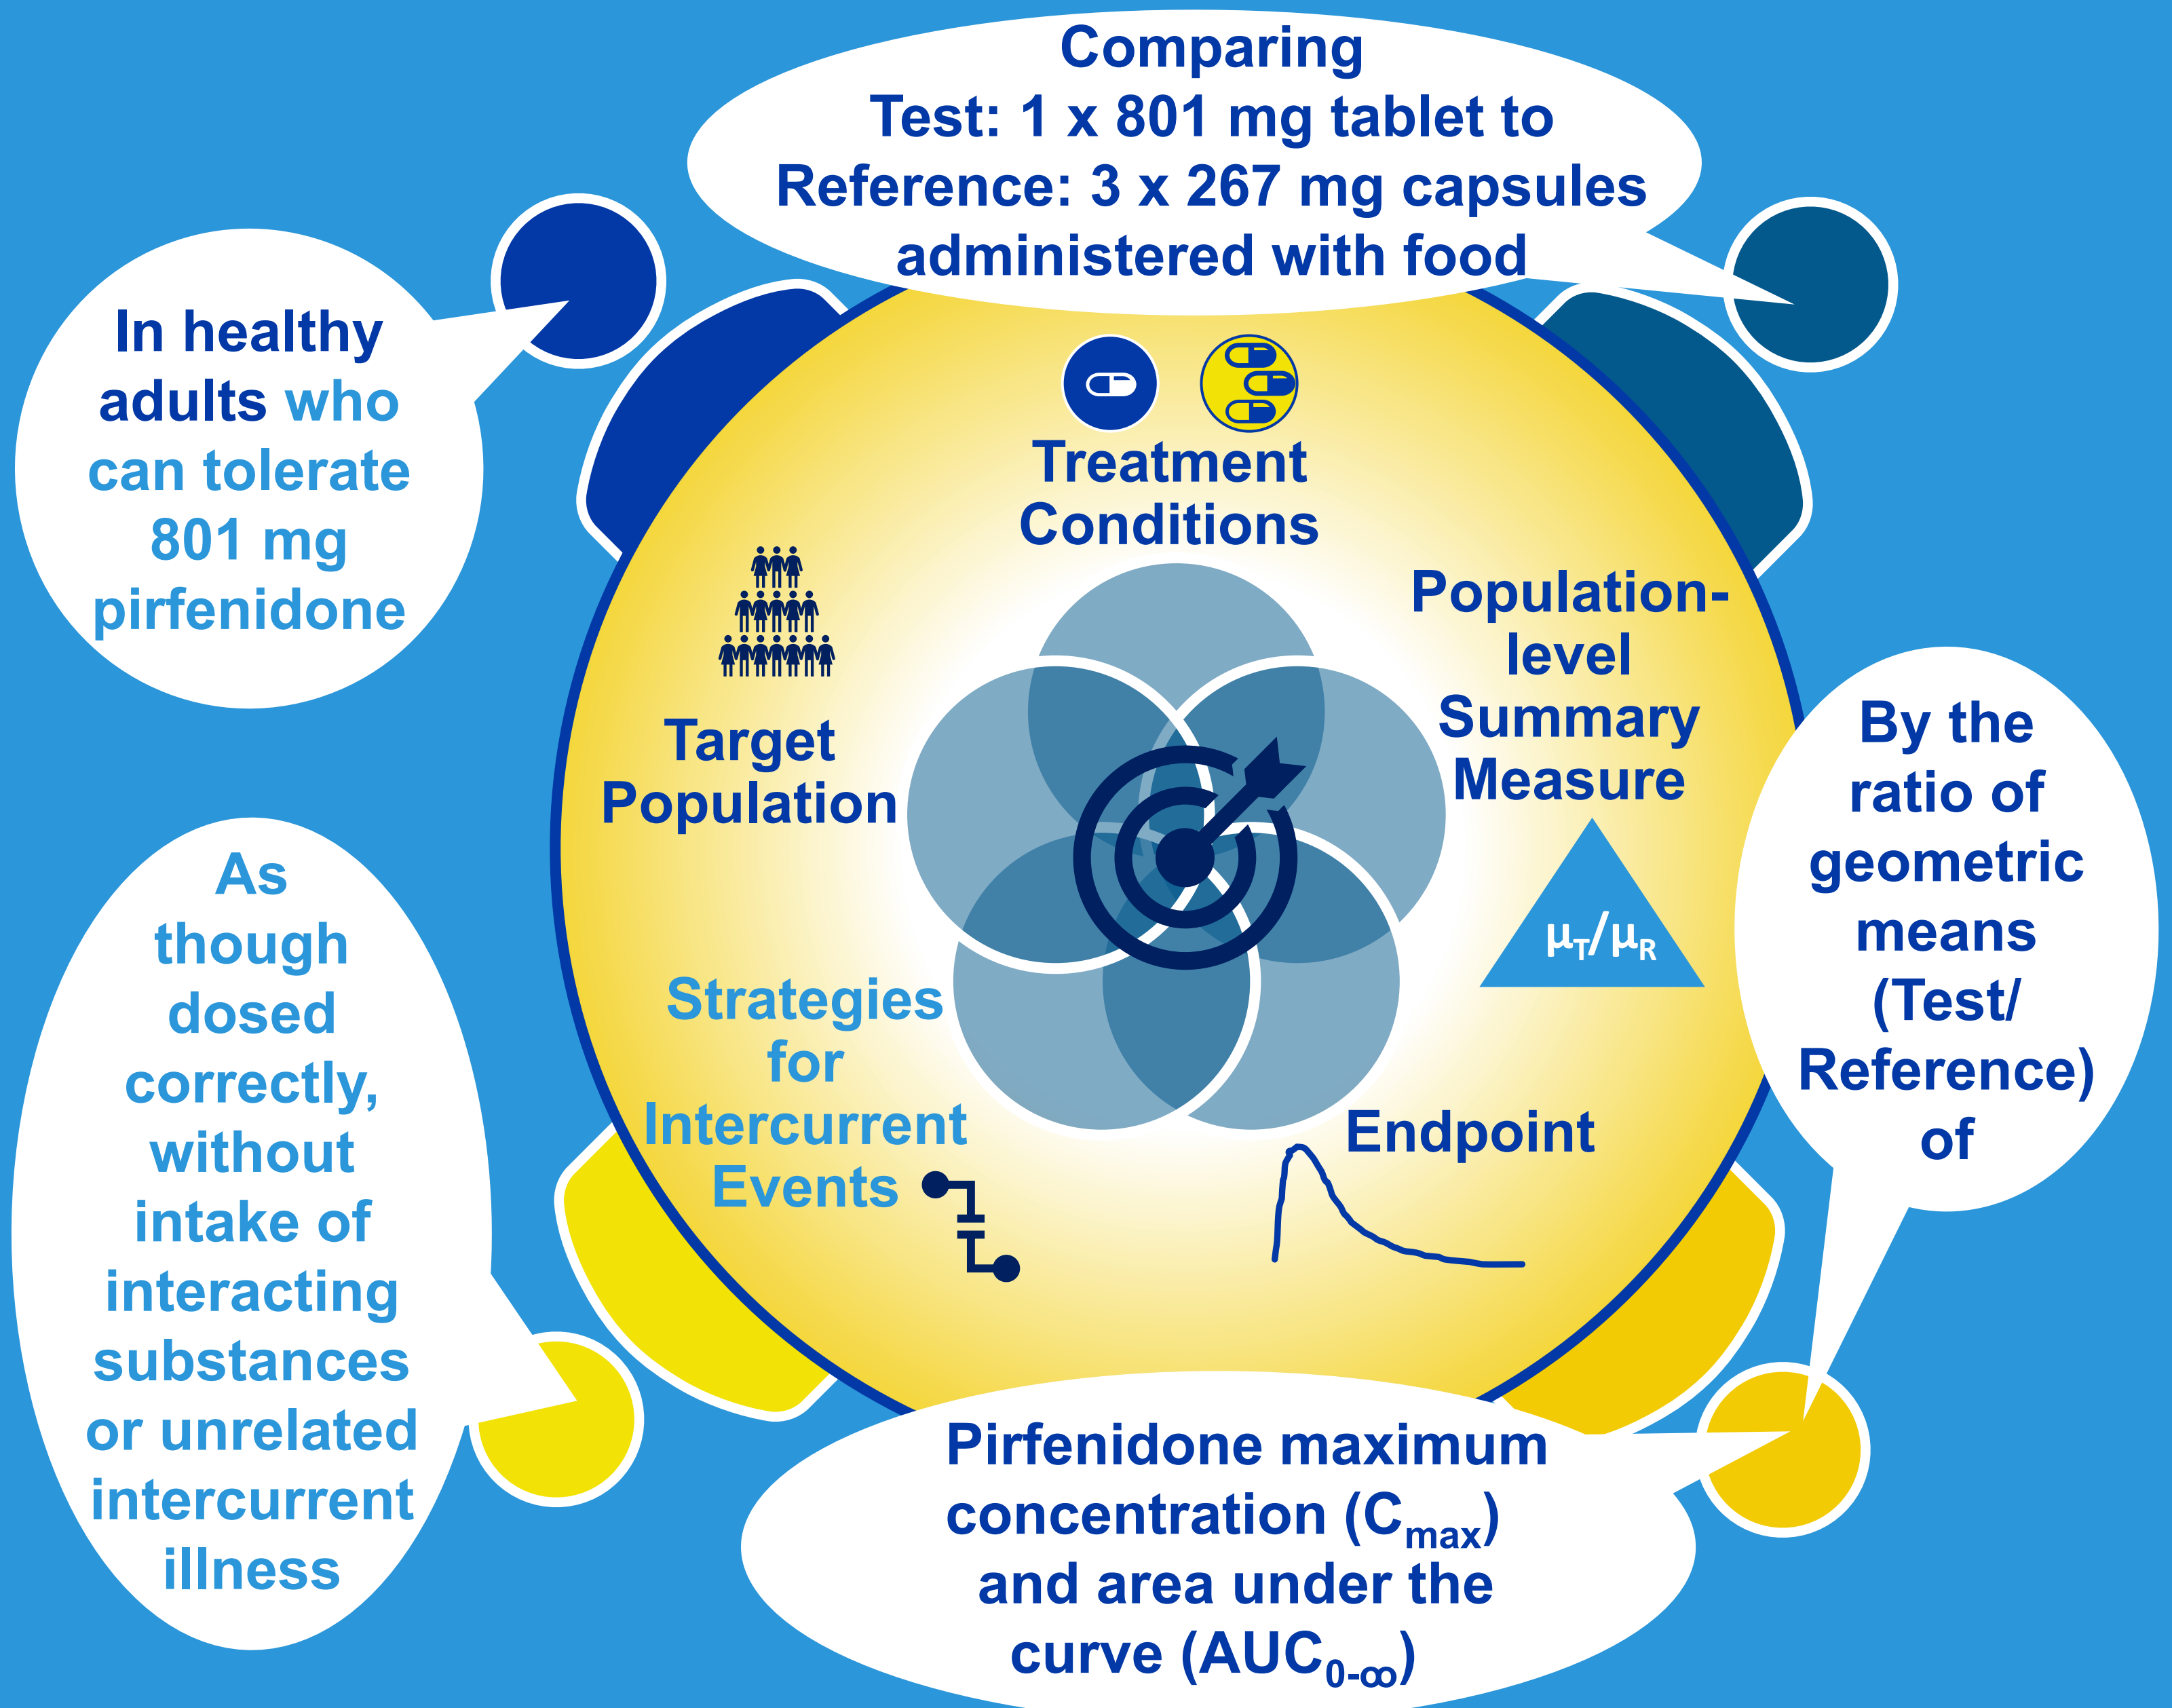 Comparing
Test: 1 x 801 mg tablet to
Reference: 3 x 267 mg capsules
administered with food
In healthy
adults who
can tolerate
801 mg
pirfenidone
Treatment
Conditions
Target
Population
Population-
level
Summary
Measure
μT/μR
By the
ratio of
geometric
means
(Test/
Reference)
of
As
though
dosed
correctly,
without
intake of
interacting
substances
or unrelated
intercurrent
illness
Strategies
for
Intercurrent
Events
Endpoint
Pirfenidone maximum
concentration (Cmax)
and area under the
curve (AUC0-∞)